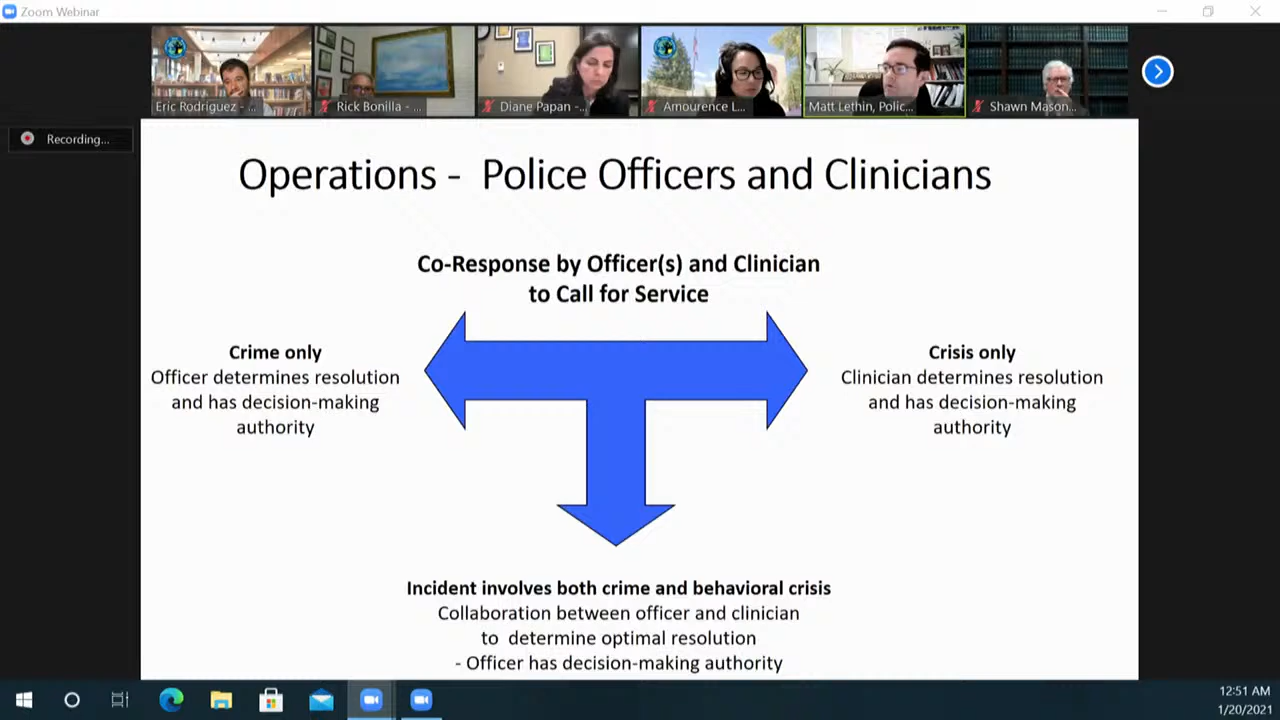 Zoom Webinar
Eric Rodriguez - ...
Rick Bonilla - ...
Diane Papan -...
Amourence L...
Matt Lethin, Polic...
Shawn Mason...
Recording...
Operations - Police Officers and Clinicians
Co-Response by Officer(s) and Clinician
to Call for Service
Crime only
Officer determines resolution
and has decision-making
authority
Crisis only
Clinician determines resolution
and has decision-making
authority
Incident involves both crime and behavioral crisis
Collaboration between officer and clinician
to determine optimal resolution
- Officer has decision-making authority
12:51 AM
1/20/2021